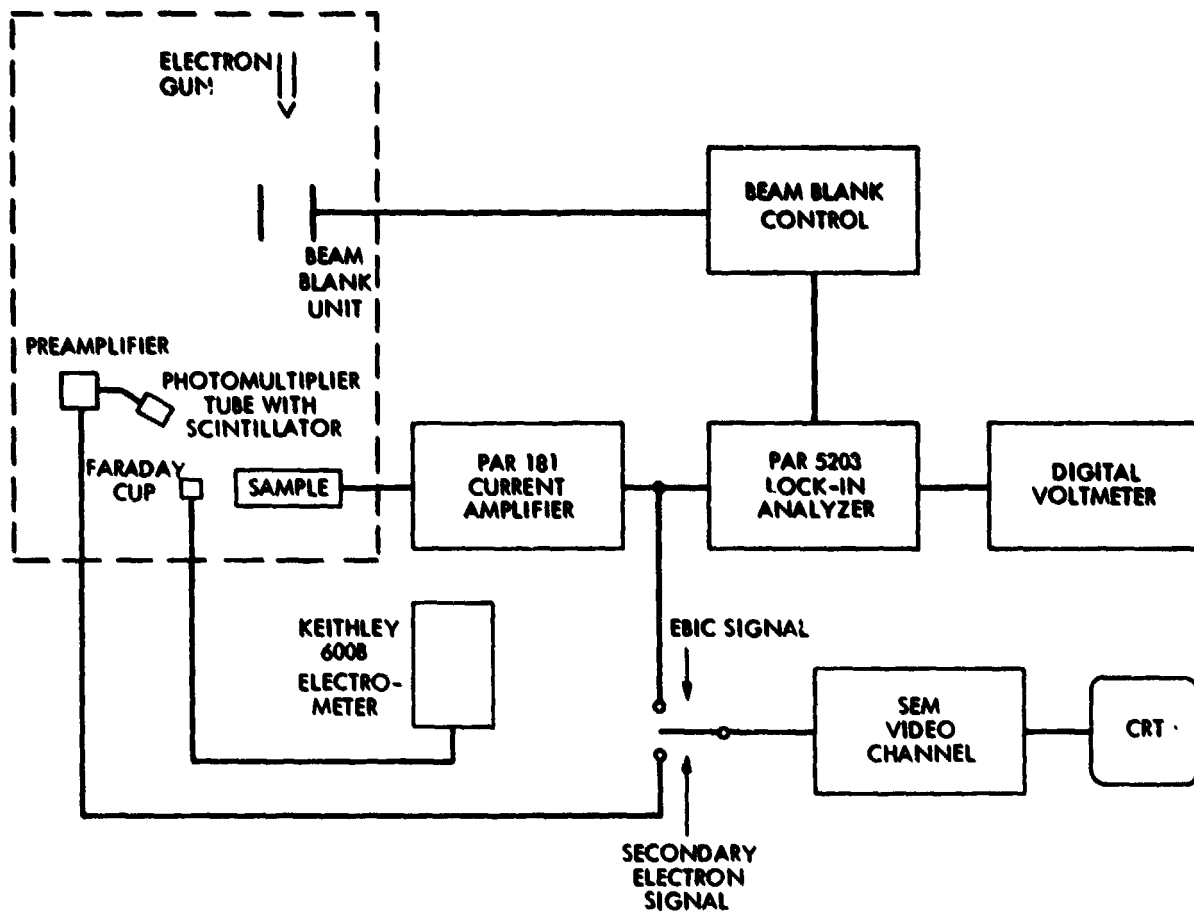 ELECTRON
GUN
BEAM BLANK
CONTROL
BEAM
BLANK
UNIT
PREAMPLIFIER
PHOTOMULTIPLIER
TUBE WITH
SCINTILLATOR
FARADAY
CUP
SAMPLE
PAR 181
CURRENT
AMPLIFIER
PAR 5203
LOCK-IN
ANALYZER
DIGITAL
VOLTMETER
KEITHLEY
600B
ELECTRO-
METER
EBIC SIGNAL
SEM
VIDEO
CHANNEL
CRT
SECONDARY
ELECTRON
SIGNAL